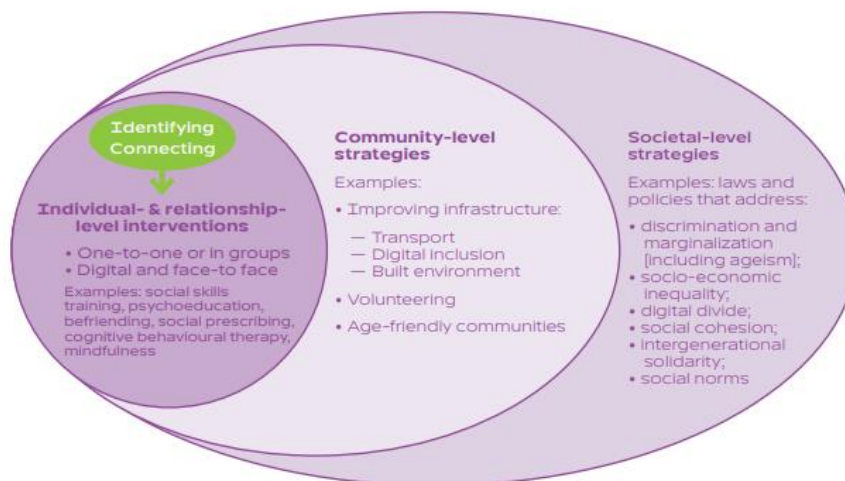 Identifying
Connecting
Individual- & relationship-
level interventions
• One-to-one or in groups
• Digital and face-to face
Examples: social skills
training, psychoeducation,
befriending, social prescribing,
cognitive behavioural therapy,
mindfulness
Community-level
strategies
Examples:
• Improving infrastructure:
— Transport
— Digital inclusion
— Built environment
• Volunteering
• Age-friendly communities
Societal-level
strategies
Examples: laws and
policies that address:
• discrimination and
marginalization
[including ageism];
• socio-economic
inequality;
• digital divide;
• social cohesion;
• intergenerational
solidarity;
• social norms